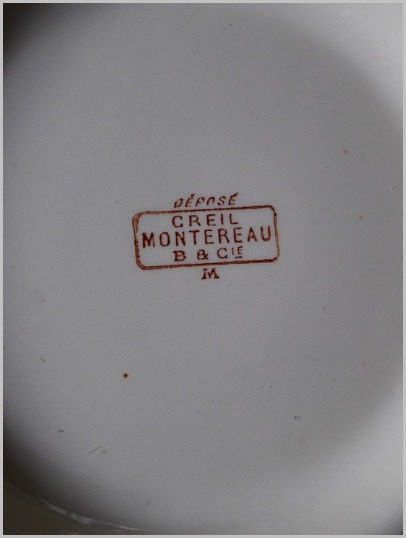 DÉPOSÉ
CREIL
MONTEREAU
B & CIE
M